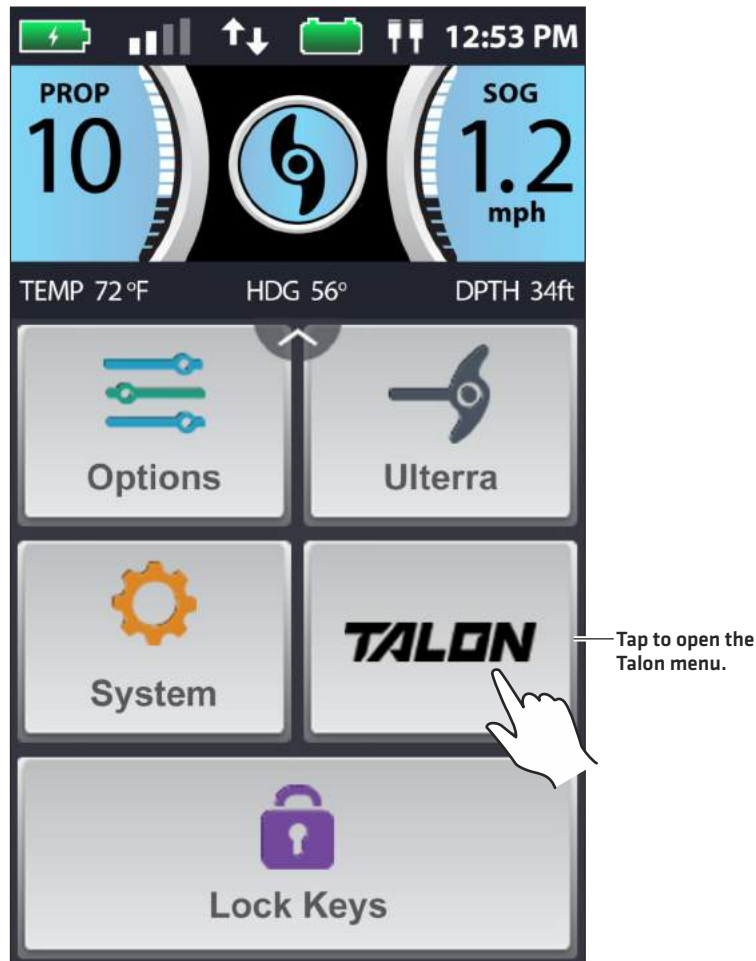 12:53 PM
PROP
10
SOG
1.2
mph
TEMP 72 °F HDG 56° DPTH 34ft
Options
Ulterra
System
TALON
Tap to open the
Talon menu.
Lock Keys